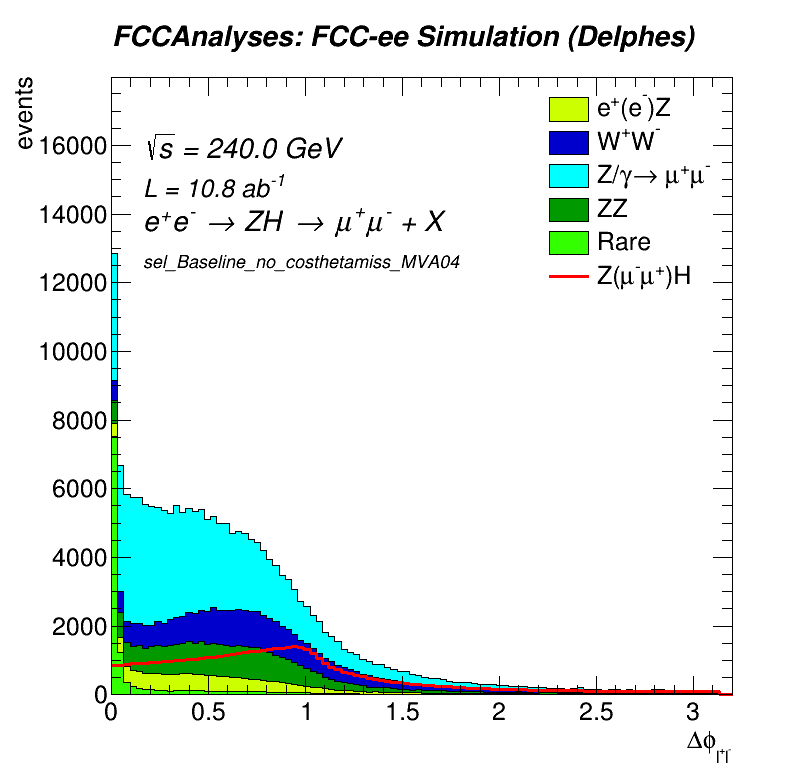 FCCAnalyses: FCC-ee Simulation (Delphes)
events
√s = 240.0 GeV
L = 10.8 ab⁻¹
e⁺e⁻ → ZH → μ⁺μ⁻ + X
sel_Baseline_no_costhetamiss_MVA04
e⁺(e⁻)Z
W⁺W⁻
Z/γ→ μ⁺μ⁻
ZZ
Rare
Z(μ⁻μ⁺)H
16000
14000
12000
10000
8000
6000
4000
2000
0
0 0.5 1 1.5 2 2.5 3
Δϕ_l⁺l⁻